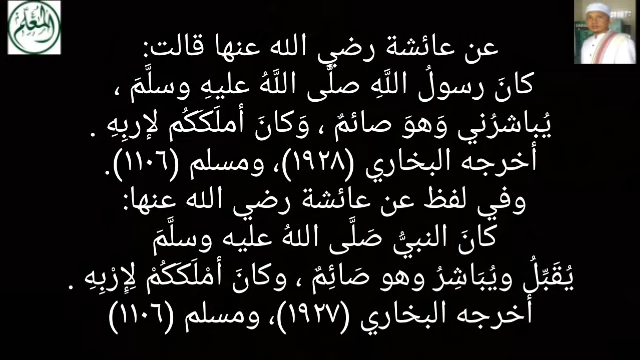 المعلم
عن عائشة رضي الله عنها قالت:
كانَ رسولُ اللَّهِ صلَّى اللَّهُ عليهِ وسلَّمَ ،
يُباشرُني وَهوَ صائمٌ ، وَكانَ أملَكَكُم لإربِهِ .
أخرجه البخاري (١٩٢٨)، ومسلم (١١٠٦).
وفي لفظ عن عائشة رضي الله عنها:
كانَ النبيُّ صَلَّى اللهُ عليه وسلَّمَ
يُقَبِّلُ ويُبَاشِرُ وهو صَائِمٌ ، وكانَ أمْلَكَكُمْ لِإِرْبِهِ .
أخرجه البخاري (١٩٢٧)، ومسلم (١١٠٦)